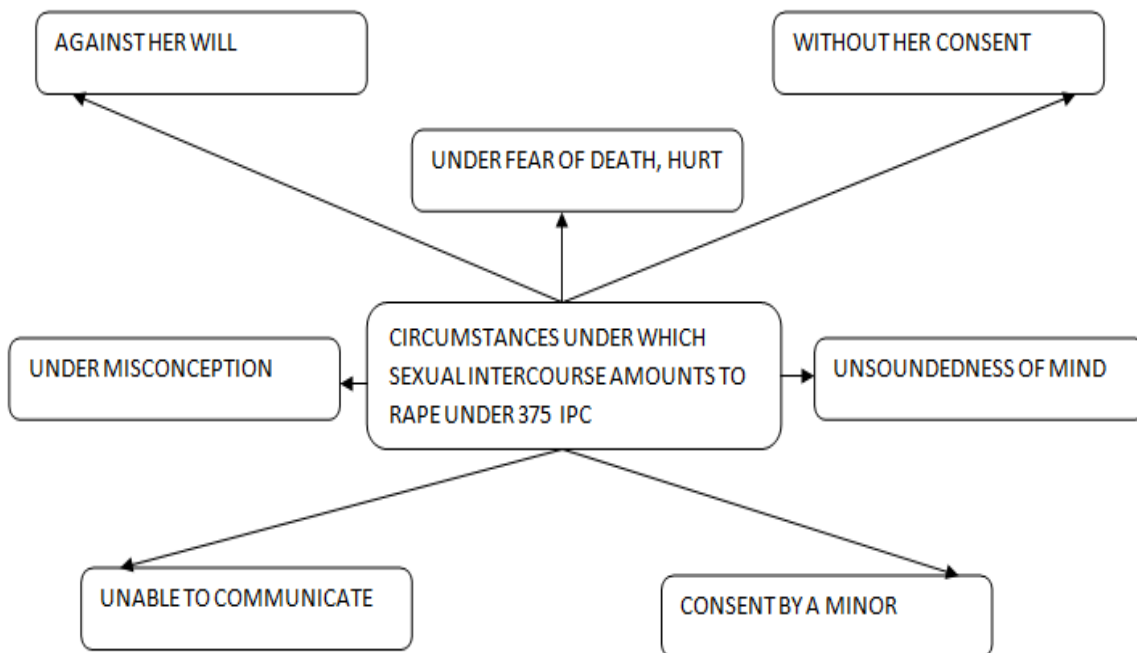 AGAINST HER WILL
WITHOUT HER CONSENT
UNDER FEAR OF DEATH, HURT
CIRCUMSTANCES UNDER WHICH
SEXUAL INTERCOURSE AMOUNTS TO
RAPE UNDER 375 IPC
UNDER MISCONCEPTION
UNSOUNDEDNESS OF MIND
UNABLE TO COMMUNICATE
CONSENT BY A MINOR